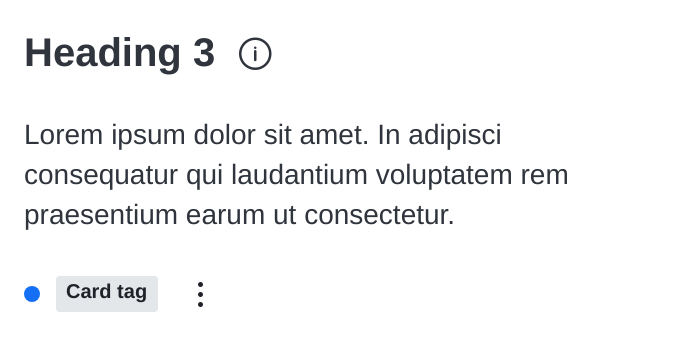 Heading 3
Lorem ipsum dolor sit amet. In adipisci
consequatur qui laudantium voluptatem rem
praesentium earum ut consectetur.
Card tag